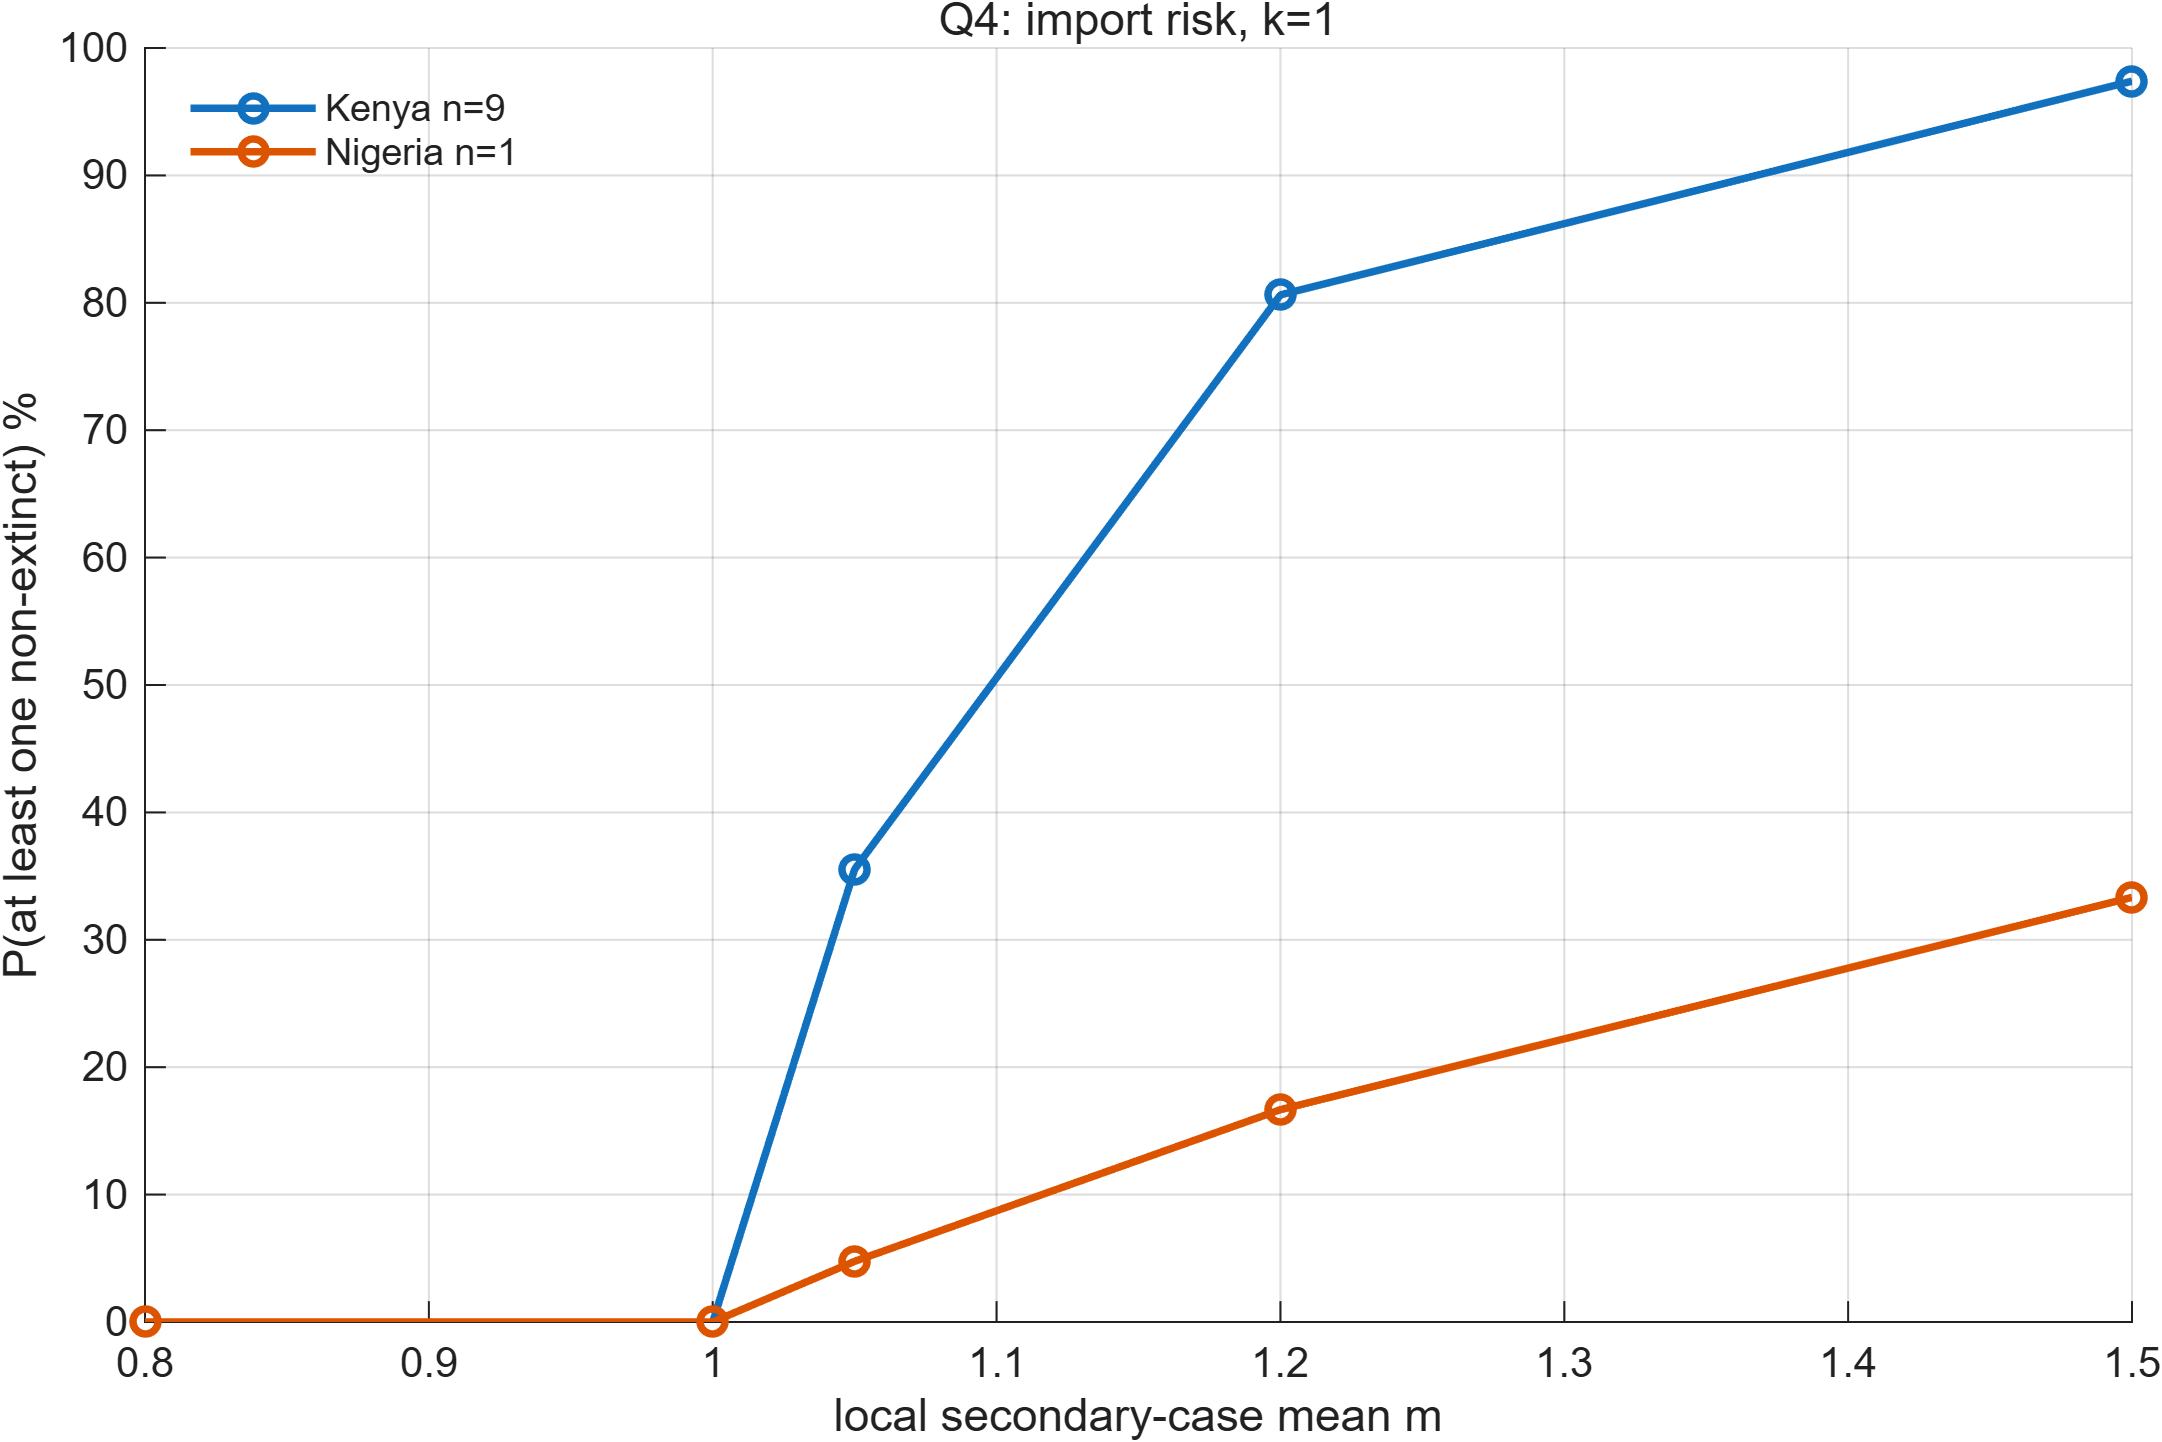 Q4: import risk, k=1
Kenya n=9
Nigeria n=1
P(at least one non-extinct) %
100
90
80
70
60
50
40
30
20
10
0
0.8 0.9 1 1.1 1.2 1.3 1.4 1.5
local secondary-case mean m